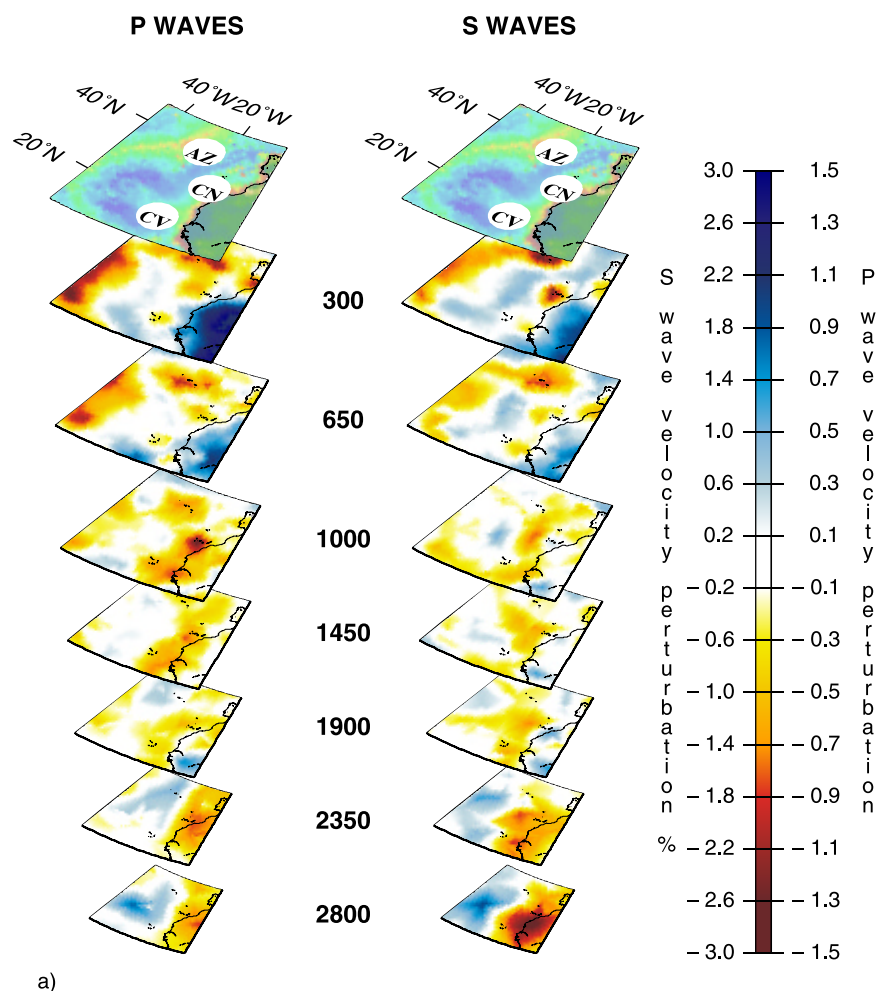 P WAVES
S WAVES
40°W 20°W
40°N
20°N
AZ
CN
CV
40°W 20°W
40°N
20°N
AZ
CN
CV
300
650
1000
1450
1900
2350
2800
S wave velocity perturbation %
3.0 1.5
2.6 1.3
2.2 1.1
1.8 0.9
1.4 0.7
1.0 0.5
0.6 0.3
0.2 0.1
− 0.2 − 0.1
− 0.6 − 0.3
− 1.0 − 0.5
− 1.4 − 0.7
− 1.8 − 0.9
− 2.2 − 1.1
− 2.6 − 1.3
− 3.0 − 1.5
P wave velocity perturbation
a)